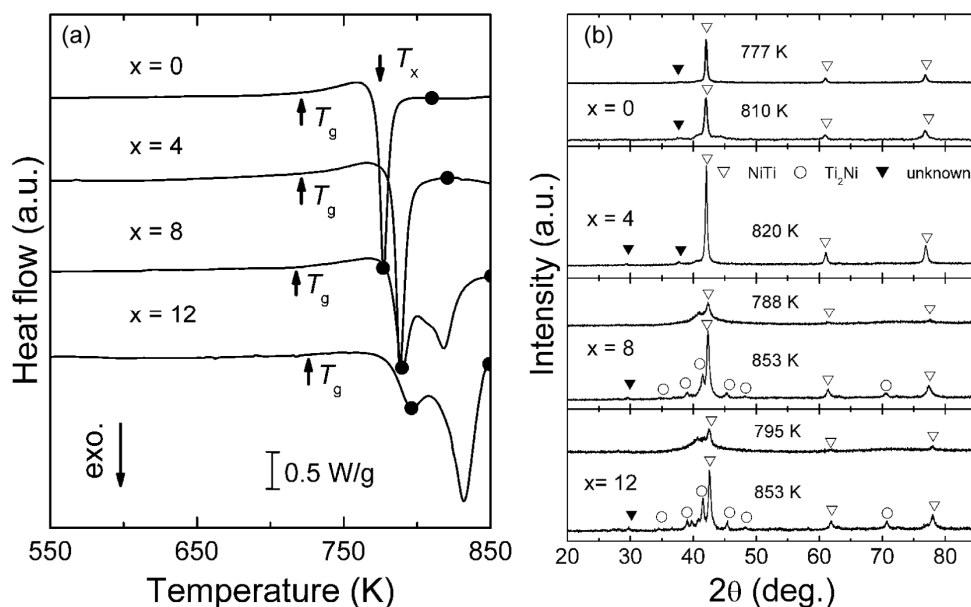 (a)
x = 0
Tx
Tg
x = 4
Tg
x = 8
Tg
x = 12
Tg
exo.
0.5 W/g
Heat flow (a.u.)
550 650 750 850
Temperature (K)
(b)
777 K
x = 0
810 K
▽ NiTi ○ Ti2Ni ▼ unknown
x = 4
820 K
788 K
x = 8
853 K
795 K
x= 12
853 K
Intensity (a.u.)
20 30 40 50 60 70 80
2θ (deg.)